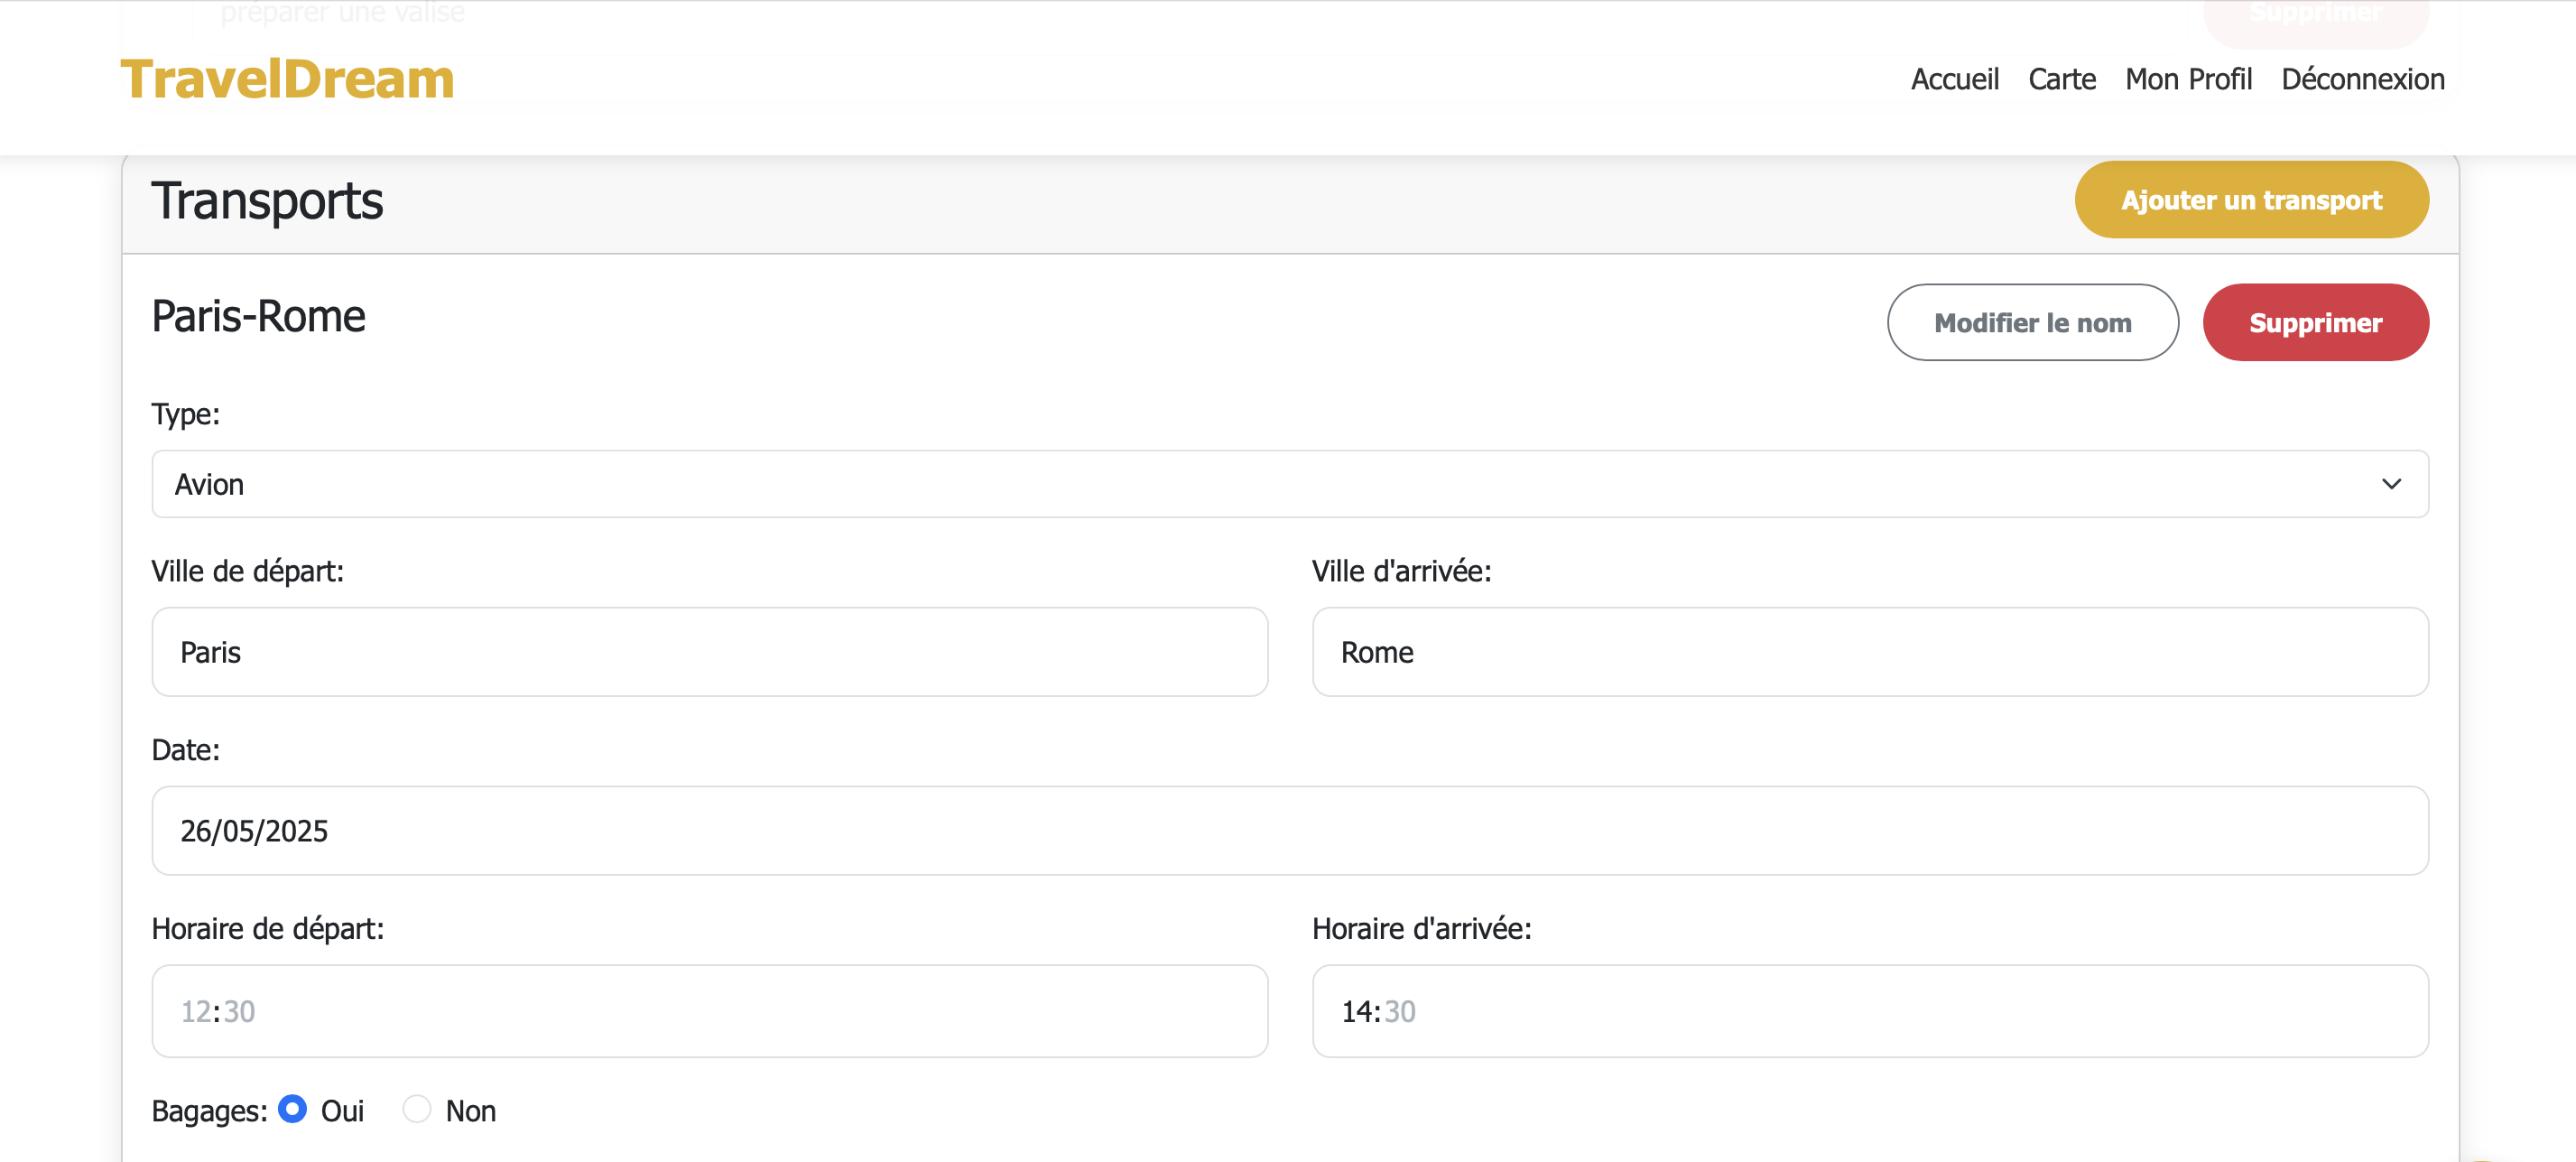 préparer une valise
Supprimer
TravelDream
Accueil Carte Mon Profil Déconnexion
Transports
Ajouter un transport
Paris-Rome
Modifier le nom
Supprimer
Type:
Avion
Ville de départ:
Ville d'arrivée:
Paris
Rome
Date:
26/05/2025
Horaire de départ:
Horaire d'arrivée:
12:30
14:30
Bagages: Oui Non